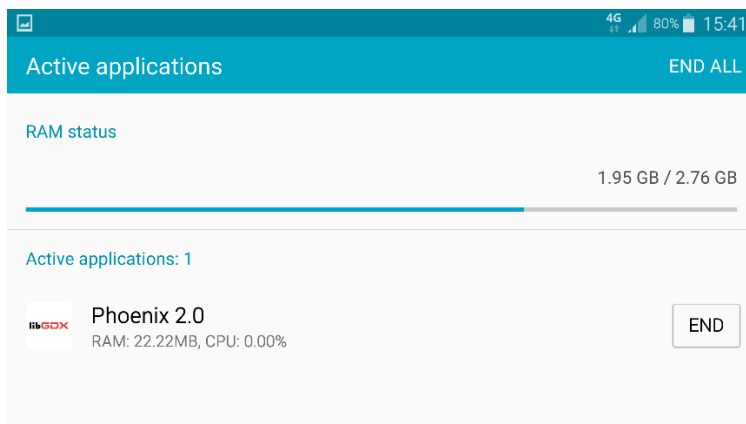 4G 80% 15:41
Active applications END ALL
RAM status
1.95 GB / 2.76 GB
Active applications: 1
libGDX
Phoenix 2.0
RAM: 22.22MB, CPU: 0.00%
END